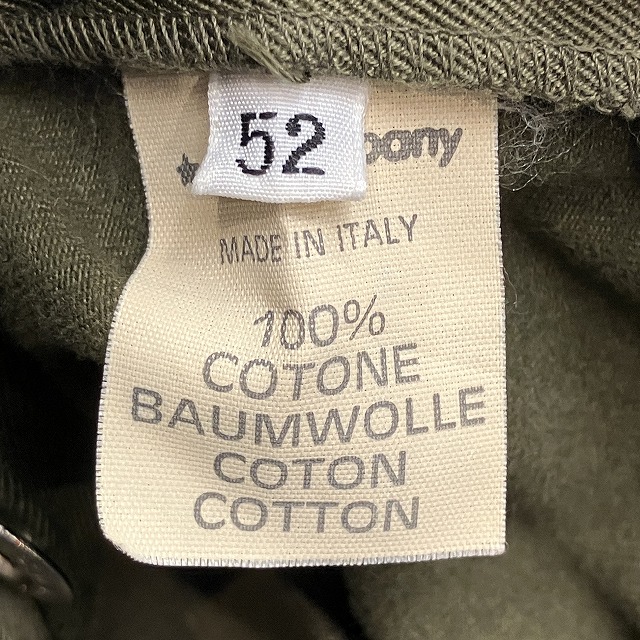 52
MADE IN ITALY
100%
COTONE
BAUMWOLLE
COTON
COTTON